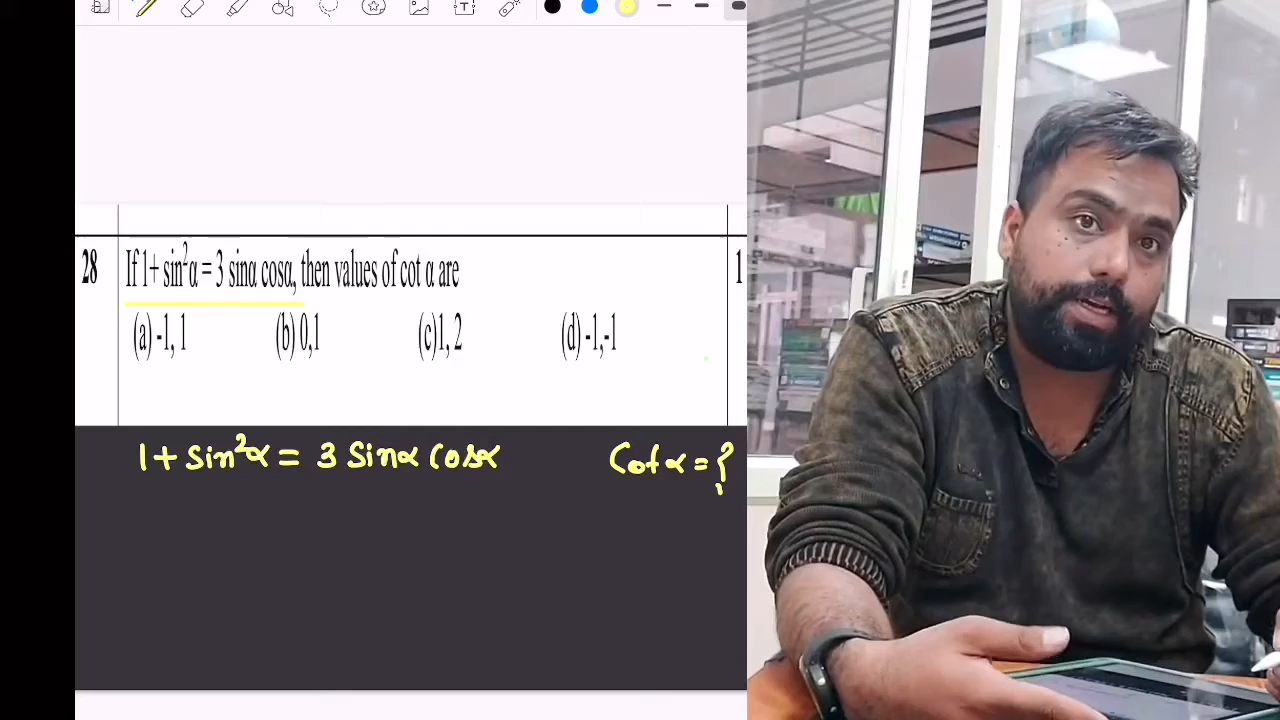 28 If 1+ sin²α = 3 sinα cosα, then values of cot α are 1
(a) -1, 1 (b) 0,1 (c)1, 2 (d) -1,-1
1 + sin²α = 3 sinα cosα cotα = ?